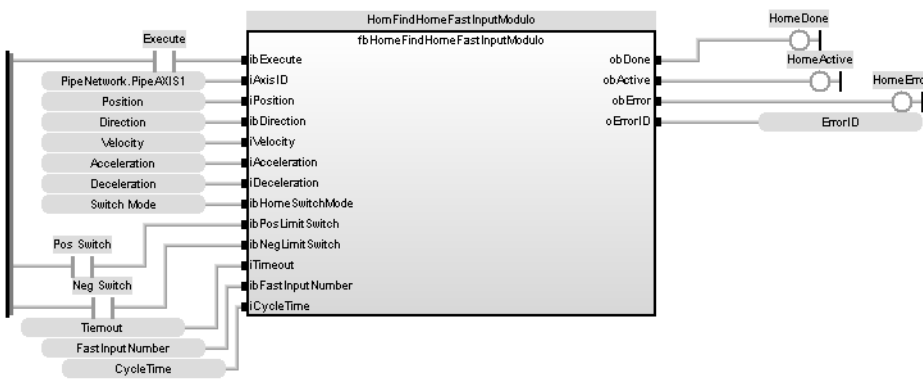 HomFindHomeFastInputModulo
HomeDone
Execute
fbHomeFindHomeFastInputModulo
ibExecute
obDone
HomeActive
PipeNetwork.PipeAXIS1
iAxisID
obActive
HomeErro
Position
iPosition
obError
Direction
ibDirection
oErrorID
ErrorID
Velocity
iVelocity
Acceleration
iAcceleration
Deceleration
iDeceleration
Switch Mode
ibHomeSwitchMode
ibPosLimitSwitch
Pos Switch
ibNegLimitSwitch
iTimeout
Neg Switch
ibFastInputNumber
iCycleTime
Tiemout
FastInputNumber
CycleTime